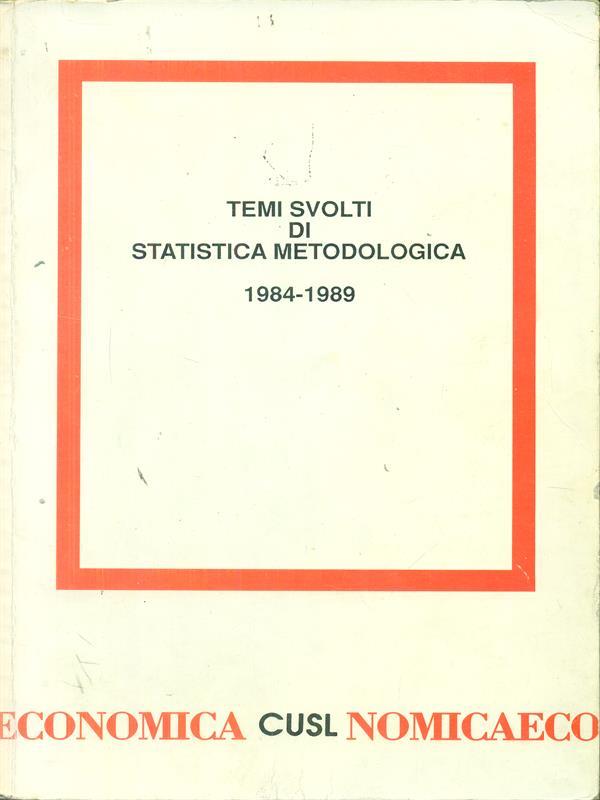 TEMI SVOLTI
DI
STATISTICA METODOLOGICA
1984-1989
ECONOMICA CUSL NOMICAECO